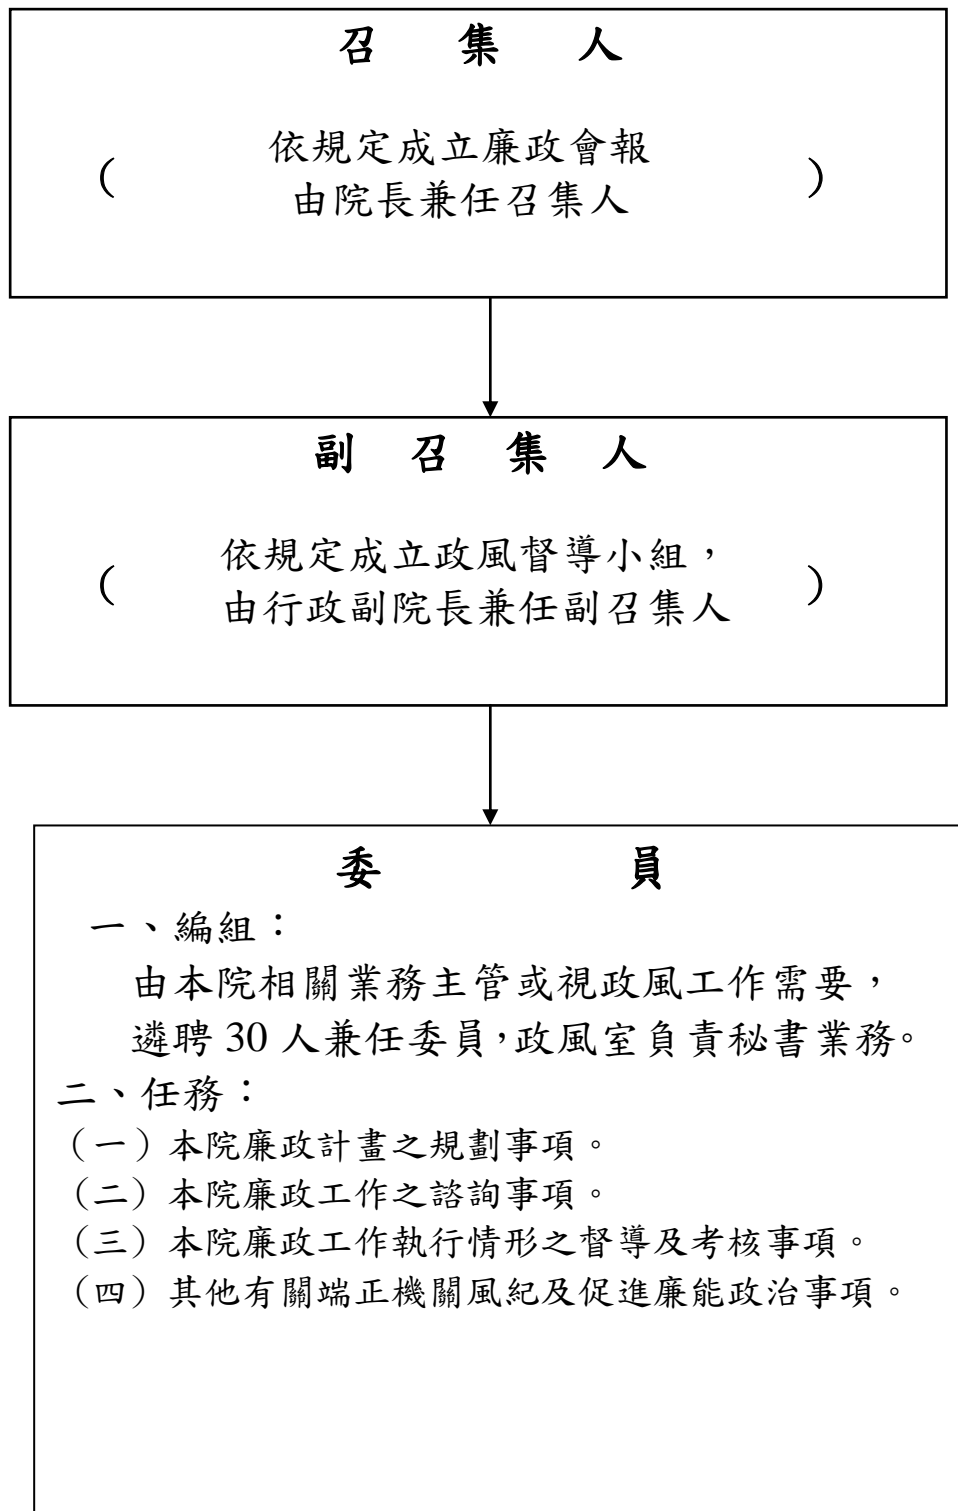 召 集 人
依規定成立廉政會報
( )
由院長兼任召集人
副 召 集 人
依規定成立政風督導小組，
( )
由行政副院長兼任副召集人
委 員
一、編組：
由本院相關業務主管或視政風工作需要，
遴聘 30 人兼任委員，政風室負責秘書業務。
二、任務：
（一）本院廉政計畫之規劃事項。
（二）本院廉政工作之諮詢事項。
（三）本院廉政工作執行情形之督導及考核事項。
（四）其他有關端正機關風紀及促進廉能政治事項。